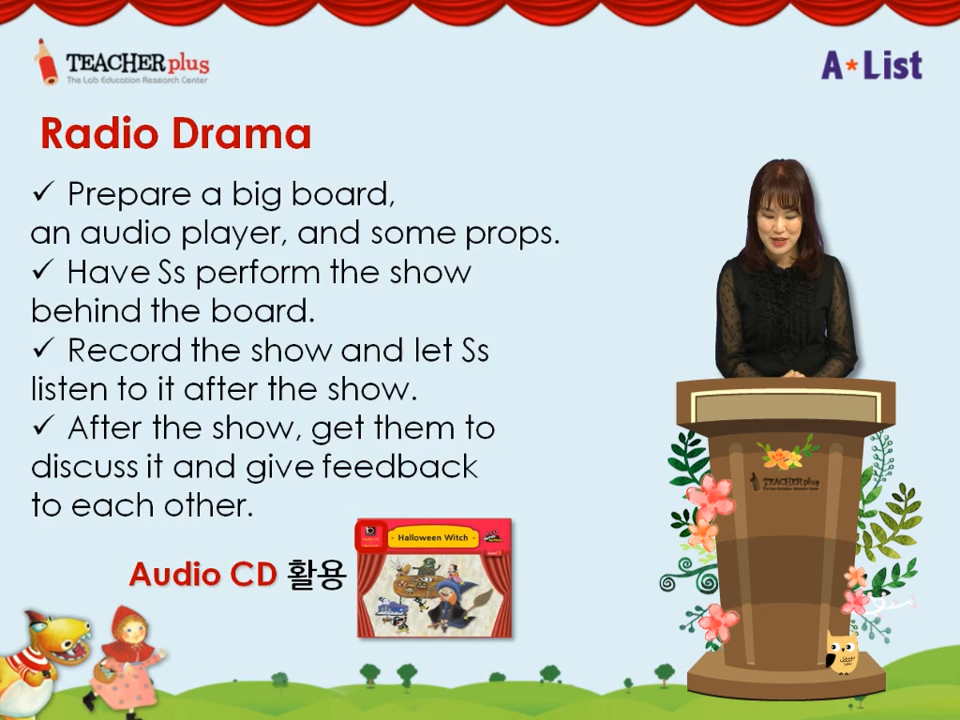 TEACHER plus
The Lab Education Research Center
A*List
Radio Drama
✓ Prepare a big board,
an audio player, and some props.
✓ Have Ss perform the show
behind the board.
✓ Record the show and let Ss
listen to it after the show.
✓ After the show, get them to
discuss it and give feedback
to each other.
Audio CD 활용
- Halloween Witch -
TEACHER plus